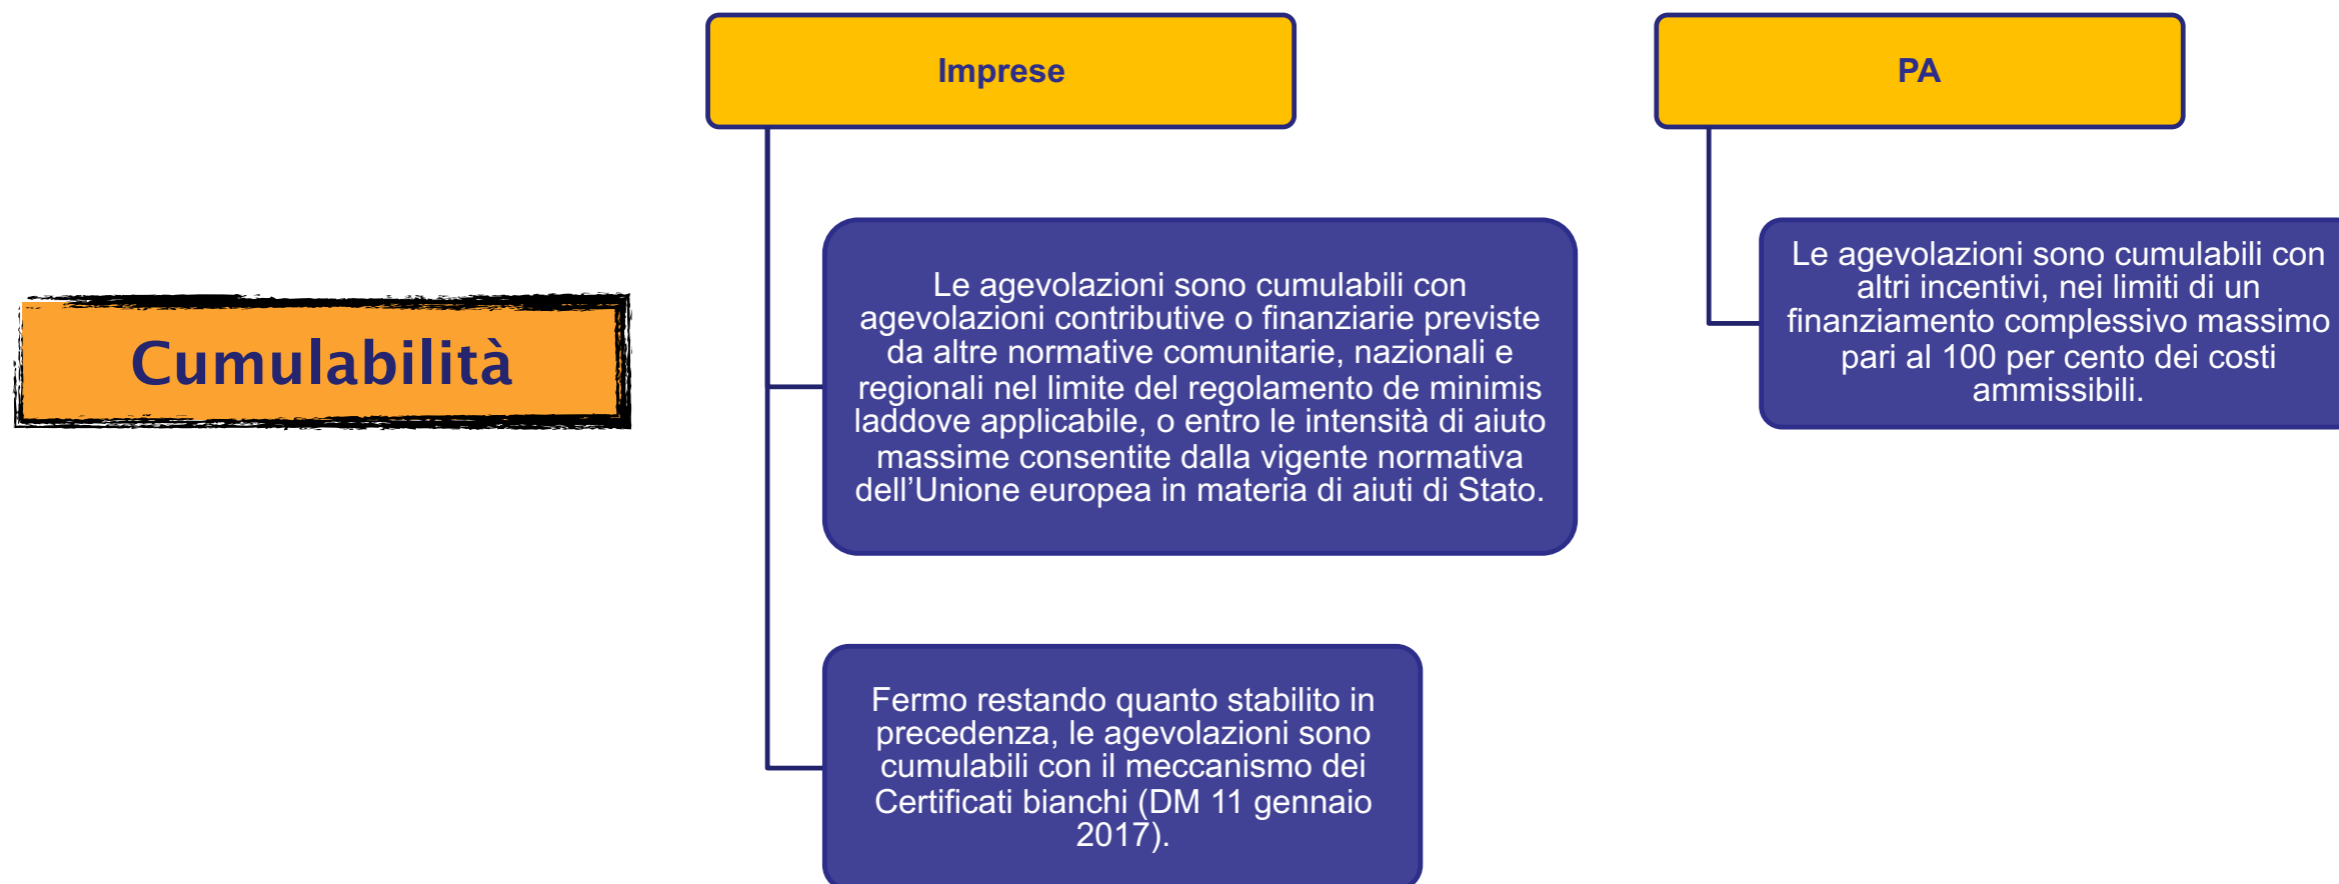 Cumulabilità
Imprese
Le agevolazioni sono cumulabili con
agevolazioni contributive o finanziarie previste
da altre normative comunitarie, nazionali e
regionali nel limite del regolamento de minimis
laddove applicabile, o entro le intensità di aiuto
massime consentite dalla vigente normativa
dell’Unione europea in materia di aiuti di Stato.
Fermo restando quanto stabilito in
precedenza, le agevolazioni sono
cumulabili con il meccanismo dei
Certificati bianchi (DM 11 gennaio
2017).
PA
Le agevolazioni sono cumulabili con
altri incentivi, nei limiti di un
finanziamento complessivo massimo
pari al 100 per cento dei costi
ammissibili.